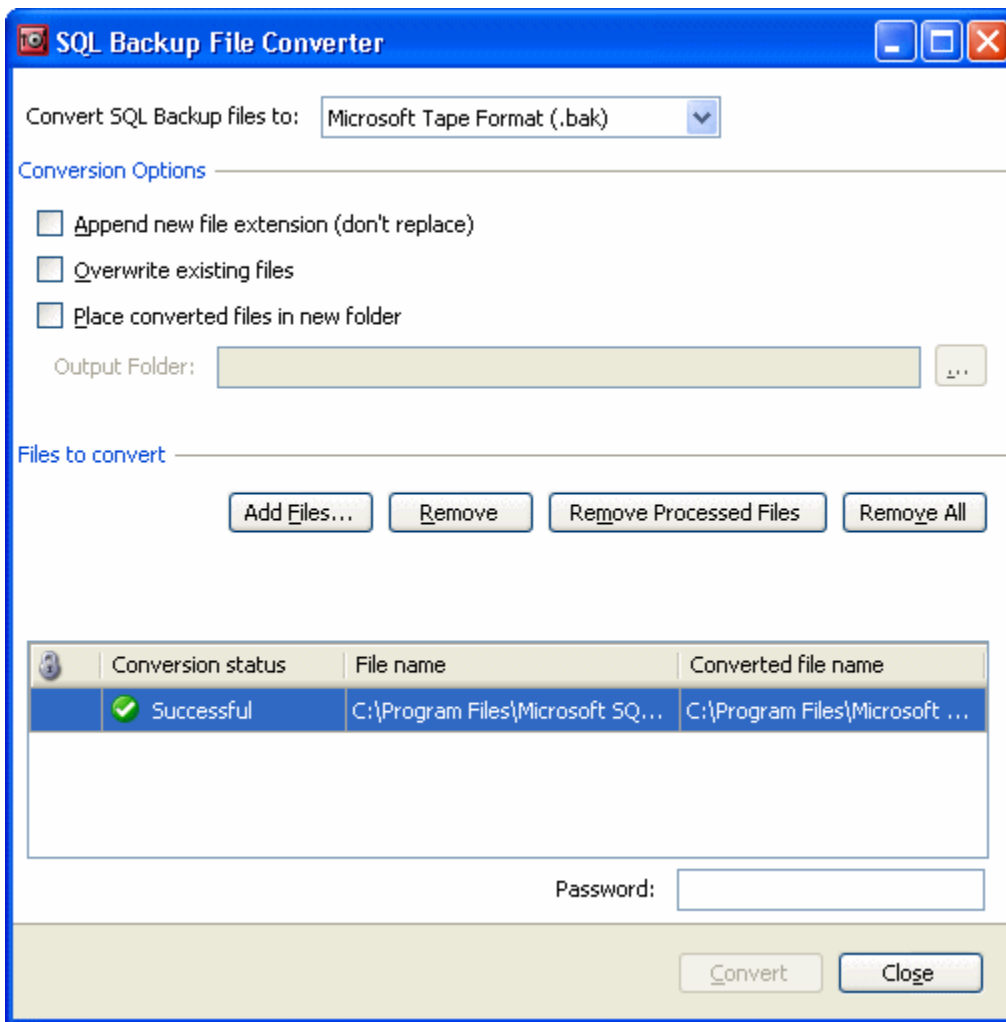 SQL Backup File Converter
Convert SQL Backup files to: Microsoft Tape Format (.bak)
Conversion Options
Append new file extension (don't replace)
Overwrite existing files
Place converted files in new folder
Output Folder: ...
Files to convert
Add Files... Remove Remove Processed Files Remove All
Conversion status File name Converted file name
Successful C:\Program Files\Microsoft SQ... C:\Program Files\Microsoft ...
Password:
Convert Close